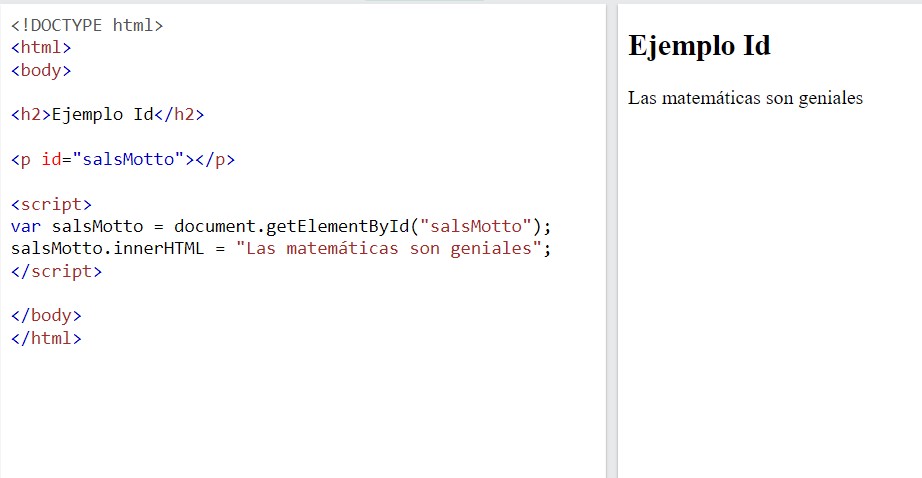 <!DOCTYPE html>
<html>
<body>
<h2>Ejemplo Id</h2>
<p id="salsMotto"></p>
<script>
var salsMotto = document.getElementById("salsMotto");
salsMotto.innerHTML = "Las matemáticas son geniales";
</script>
</body>
</html>
Ejemplo Id
Las matemáticas son geniales